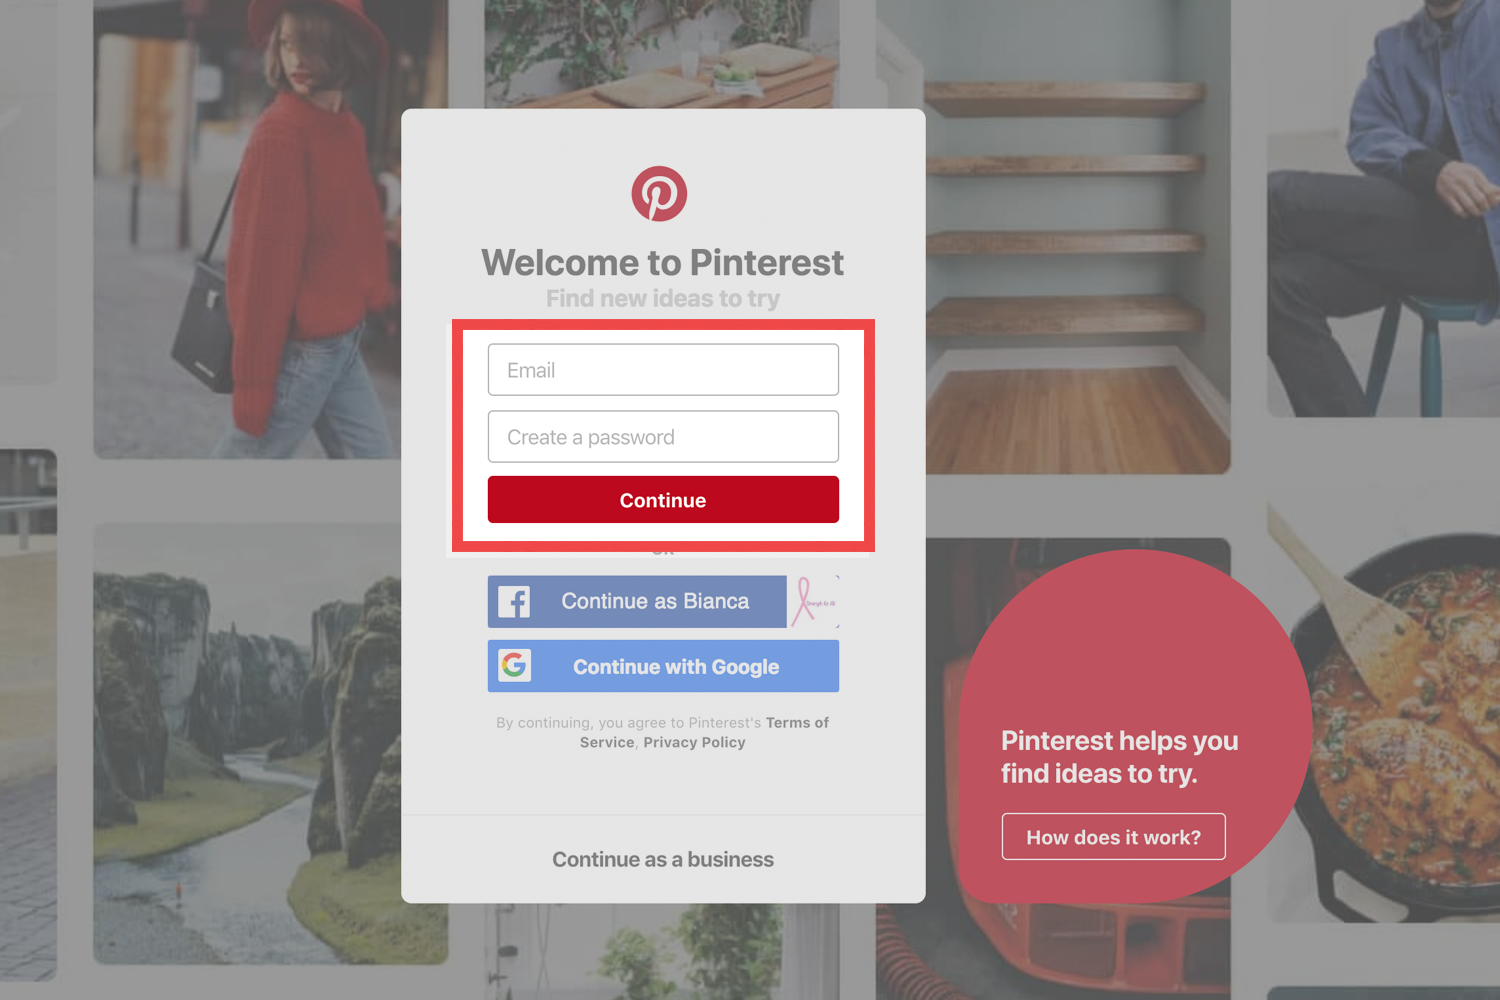 Welcome to Pinterest
Find new ideas to try
Email
Create a password
Continue
Continue as Bianca
Continue with Google
By continuing, you agree to Pinterest's Terms of
Service, Privacy Policy
Continue as a business
Pinterest helps you
find ideas to try.
How does it work?